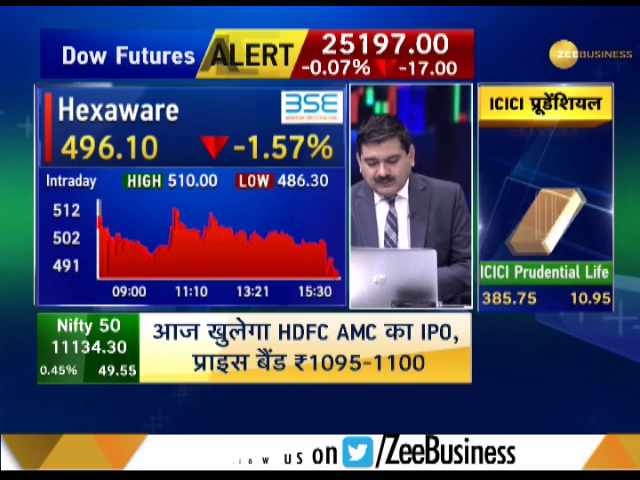 Dow Futures
ALERT
25197.00
-0.07% -17.00
ZEEBUSINESS
Hexaware
BSE
496.10 -1.57%
Intraday HIGH 510.00 LOW 486.30
512
502
491
09:00 11:10 13:21 15:30
ICICI प्रूडेंशियल
ICICI Prudential Life
385.75 10.95
Nifty 50
11134.30
0.45% 49.55
आज खुलेगा HDFC AMC का IPO,
प्राइस बैंड ₹1095-1100
us on /ZeeBusiness